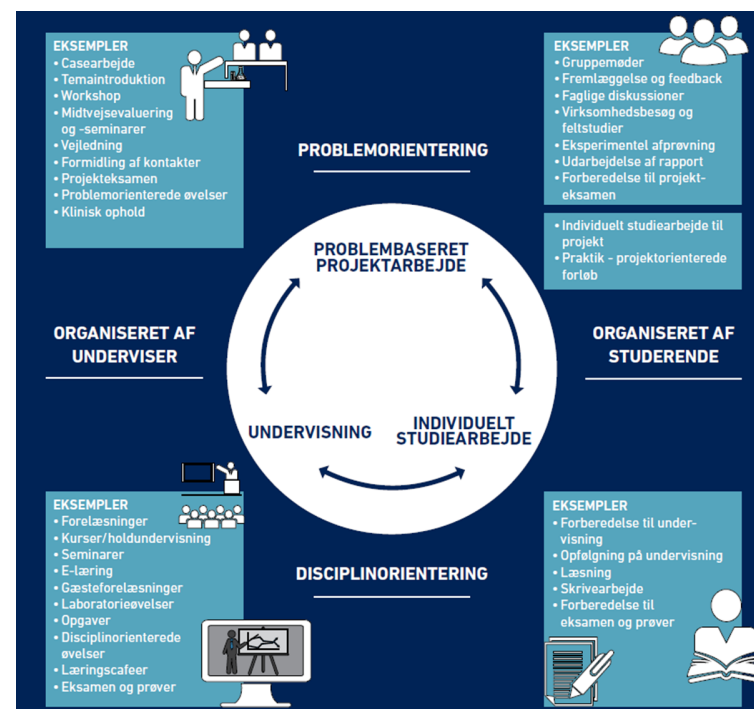 EKSEMPLER
• Casearbejde
• Temaintroduktion
• Workshop
• Midtvejsevaluering
og -seminarer
• Vejledning
• Formidling af kontakter
• Projekteksamen
• Problemorienterede øvelser
• Klinisk ophold
EKSEMPLER
• Gruppemøder
• Fremlæggelse og feedback
• Faglige diskussioner
• Virksomhedsbesøg og
feltstudier
• Eksperimentel afprøvning
• Udarbejdelse af rapport
• Forberedelse til projekt-
eksamen
• Individuelt studiearbejde til
projekt
• Praktik - projektorienterede
forløb
PROBLEMORIENTERING
PROBLEMBASERET
PROJEKTARBEJDE
ORGANISERET AF
UNDERVISER
ORGANISERET AF
STUDERENDE
UNDERVISNING
INDIVIDUELT
STUDIEARBEJDE
DISCIPLINORIENTERING
EKSEMPLER
• Forelæsninger
• Kurser/holdundervisning
• Seminarer
• E-læring
• Gæsteforelæsninger
• Laboratorieøvelser
• Opgaver
• Disciplinorienterede
øvelser
• Læringscafeer
• Eksamen og prøver
EKSEMPLER
• Forberedelse til under-
visning
• Opfølgning på undervisning
• Læsning
• Skrivearbejde
• Forberedelse til
eksamen og prøver